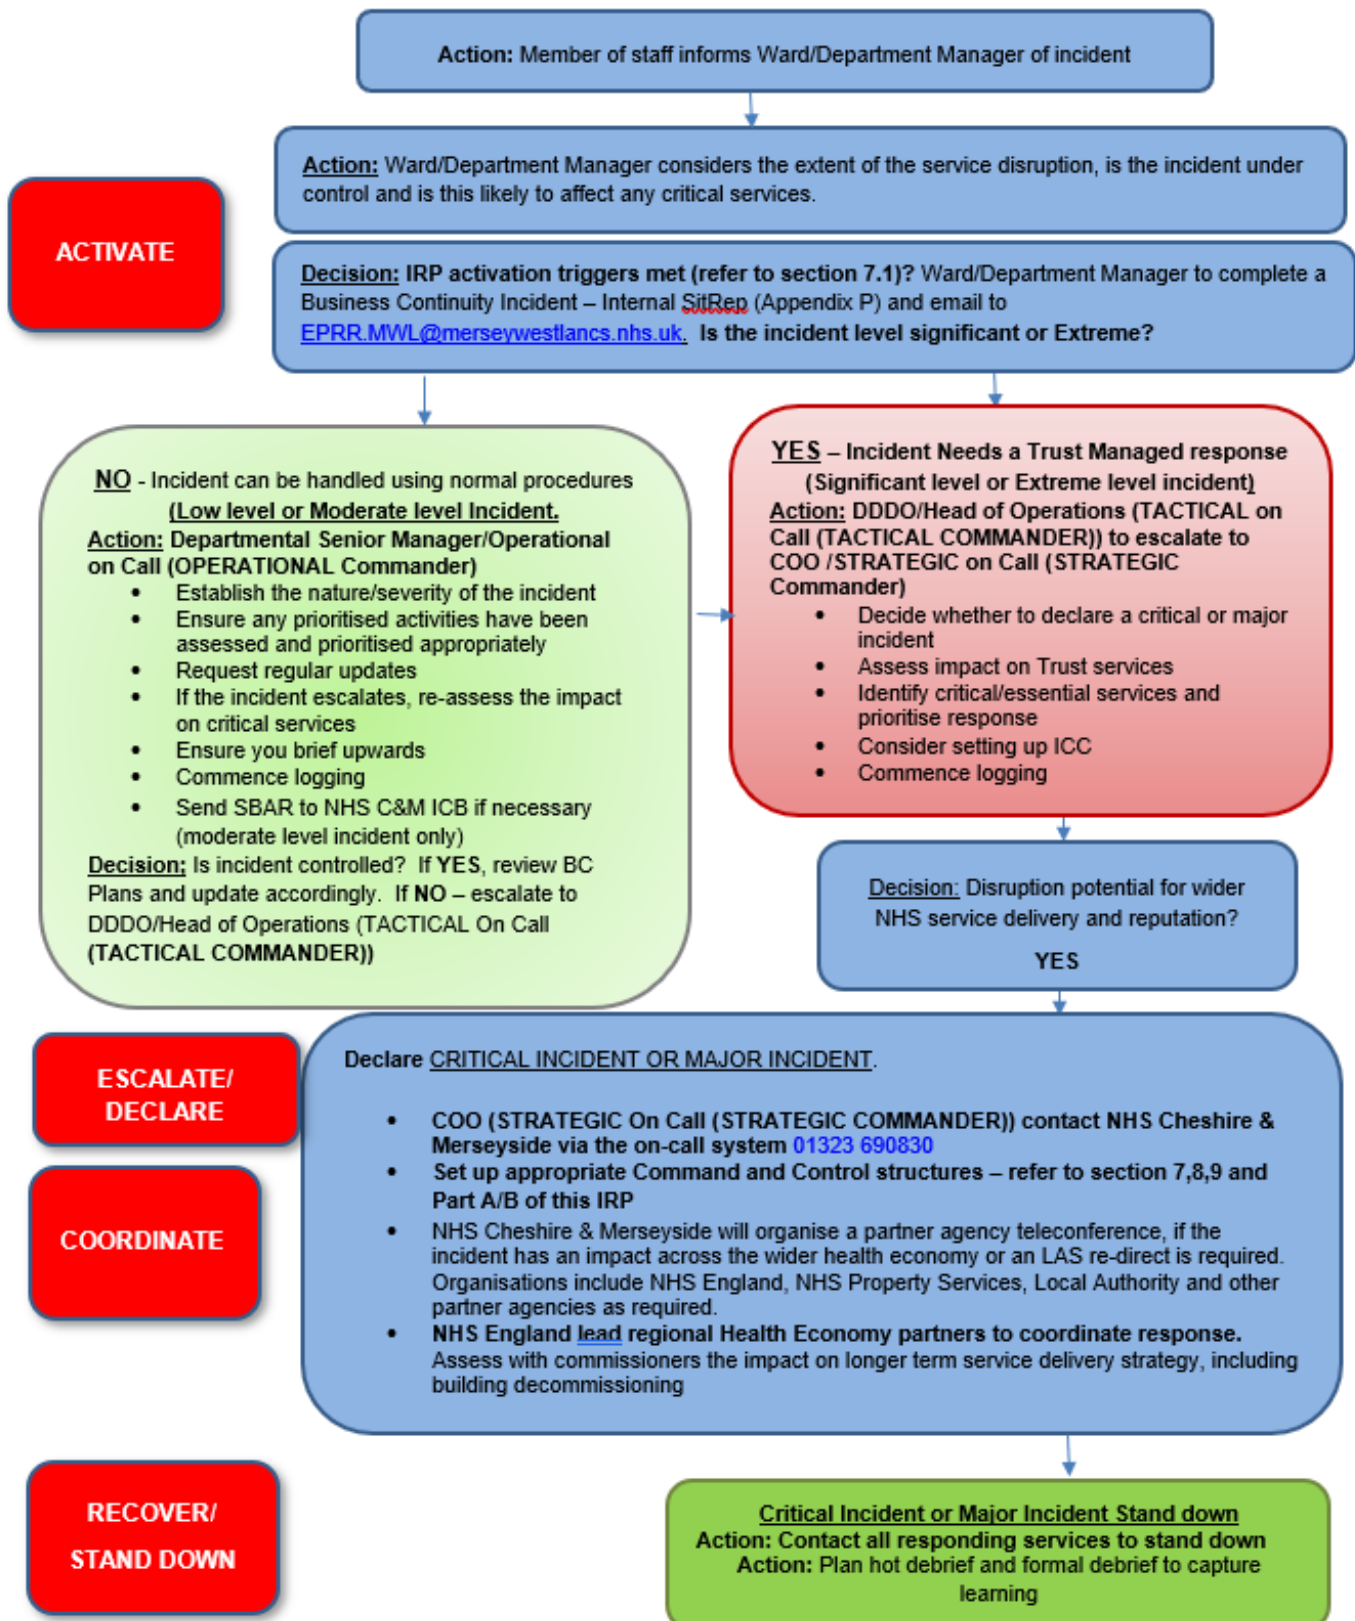 Action: Member of staff informs Ward/Department Manager of incident
ACTIVATE
Action: Ward/Department Manager considers the extent of the service disruption, is the incident under
control and is this likely to affect any critical services.
Decision: IRP activation triggers met (refer to section 7.1)? Ward/Department Manager to complete a
Business Continuity Incident – Internal SitRep (Appendix P) and email to
EPRR.MWL@merseywestlancs.nhs.uk. Is the incident level significant or Extreme?
NO - Incident can be handled using normal procedures
(Low level or Moderate level Incident.
Action: Departmental Senior Manager/Operational
on Call (OPERATIONAL Commander)
• Establish the nature/severity of the incident
• Ensure any prioritised activities have been
assessed and prioritised appropriately
• Request regular updates
• If the incident escalates, re-assess the impact
on critical services
• Ensure you brief upwards
• Commence logging
• Send SBAR to NHS C&M ICB if necessary
(moderate level incident only)
Decision; Is incident controlled? If YES, review BC
Plans and update accordingly. If NO – escalate to
DDDO/Head of Operations (TACTICAL On Call
(TACTICAL COMMANDER))
YES – Incident Needs a Trust Managed response
(Significant level or Extreme level incident)
Action: DDDO/Head of Operations (TACTICAL on
Call (TACTICAL COMMANDER)) to escalate to
COO /STRATEGIC on Call (STRATEGIC
Commander)
• Decide whether to declare a critical or major
incident
• Assess impact on Trust services
• Identify critical/essential services and
prioritise response
• Consider setting up ICC
• Commence logging
Decision: Disruption potential for wider
NHS service delivery and reputation?
YES
ESCALATE/
DECLARE
COORDINATE
Declare CRITICAL INCIDENT OR MAJOR INCIDENT.
• COO (STRATEGIC On Call (STRATEGIC COMMANDER)) contact NHS Cheshire &
Merseyside via the on-call system 01323 690830
• Set up appropriate Command and Control structures – refer to section 7,8,9 and
Part A/B of this IRP
• NHS Cheshire & Merseyside will organise a partner agency teleconference, if the
incident has an impact across the wider health economy or an LAS re-direct is required.
Organisations include NHS England, NHS Property Services, Local Authority and other
partner agencies as required.
• NHS England lead regional Health Economy partners to coordinate response.
Assess with commissioners the impact on longer term service delivery strategy, including
building decommissioning
RECOVER/
STAND DOWN
Critical Incident or Major Incident Stand down
Action: Contact all responding services to stand down
Action: Plan hot debrief and formal debrief to capture
learning